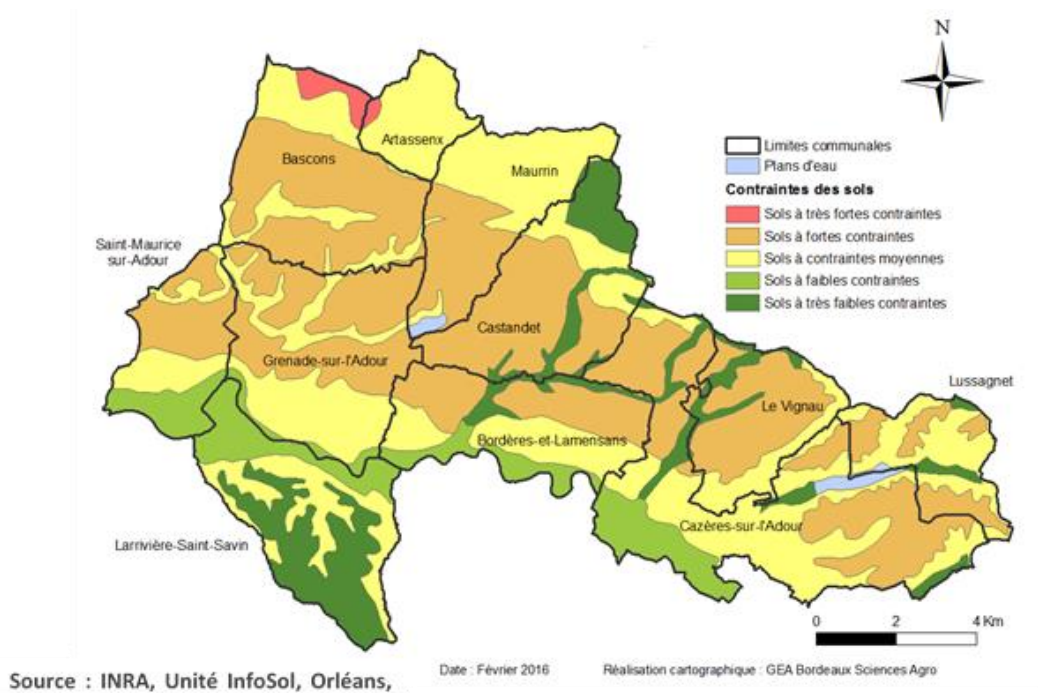 N
Limites communales
Plans d'eau
Contraintes des sols
Sols à très fortes contraintes
Sols à fortes contraintes
Sols à contraintes moyennes
Sols à faibles contraintes
Sols à très faibles contraintes
Artassenx
Bascons
Maurrin
Saint-Maurice
sur-Adour
Castandet
Grenade-sur-l'Adour
Lussagnet
Le Vignau
Bordères-et-Lamensans
Cazères-sur-l'Adour
Larrivière-Saint-Savin
0 2 4 Km
Date : Février 2016
Réalisation cartographique : GEA Bordeaux Sciences Agro
Source : INRA, Unité InfoSol, Orléans,